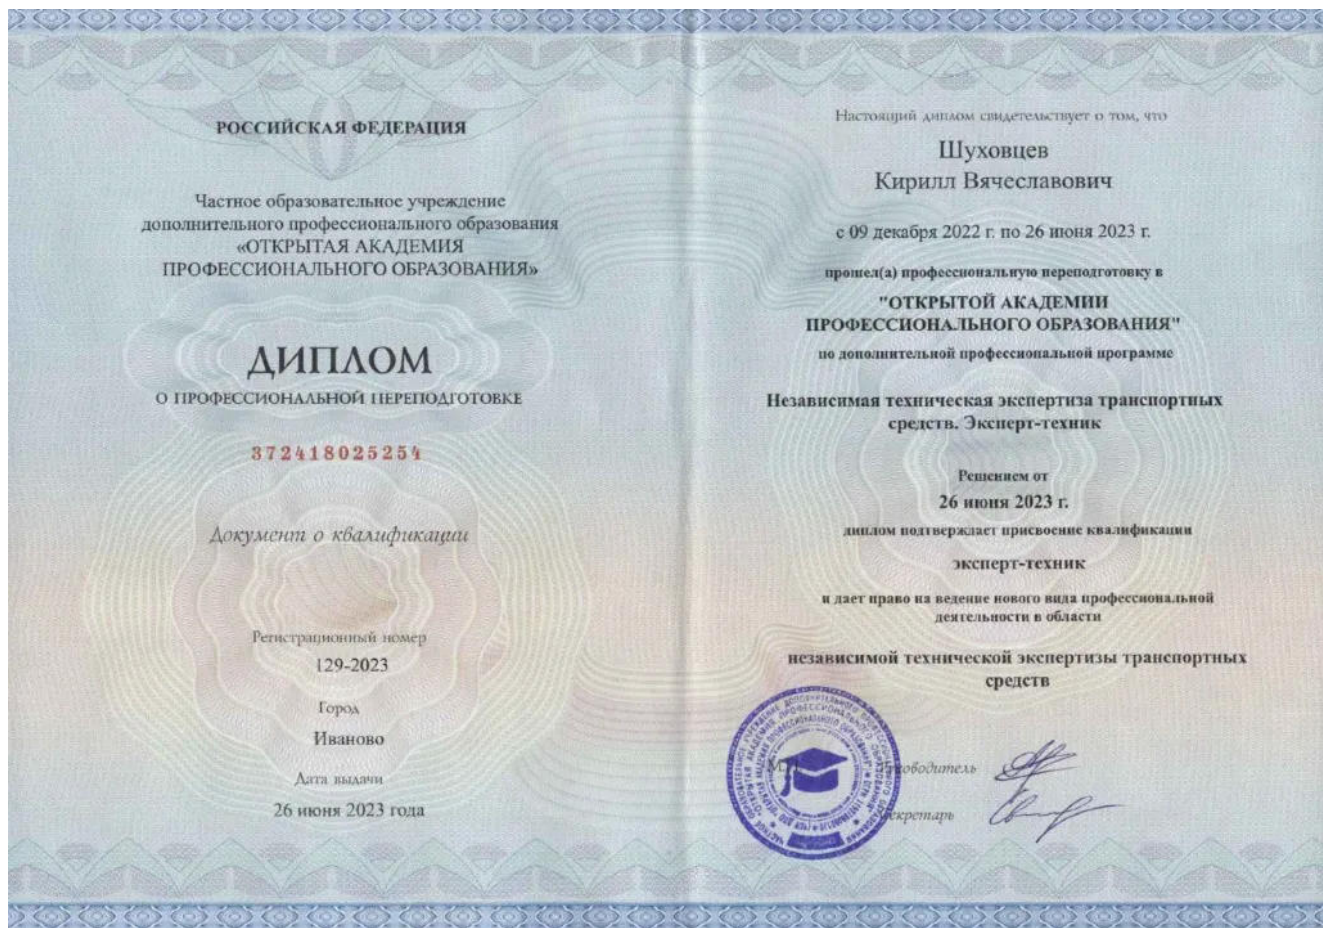 РОССИЙСКАЯ ФЕДЕРАЦИЯ
Частное образовательное учреждение
дополнительного профессионального образования
«ОТКРЫТАЯ АКАДЕМИЯ
ПРОФЕССИОНАЛЬНОГО ОБРАЗОВАНИЯ»
ДИПЛОМ
О ПРОФЕССИОНАЛЬНОЙ ПЕРЕПОДГОТОВКЕ
372418025254
Документ о квалификации
Регистрационный номер
129-2023
Город
Иваново
Дата выдачи
26 июня 2023 года
Настоящий диплом свидетельствует о том, что
Шуховцев
Кирилл Вячеславович
с 09 декабря 2022 г. по 26 июня 2023 г.
прошел(а) профессиональную переподготовку в
"ОТКРЫТОЙ АКАДЕМИИ
ПРОФЕССИОНАЛЬНОГО ОБРАЗОВАНИЯ"
по дополнительной профессиональной программе
Независимая техническая экспертиза транспортных
средств. Эксперт-техник
Решением от
26 июня 2023 г.
диплом подтверждает присвоение квалификации
эксперт-техник
и дает право на ведение нового вида профессиональной
деятельности в области
независимой технической экспертизы транспортных
средств
М.П.
Руководитель
Секретарь